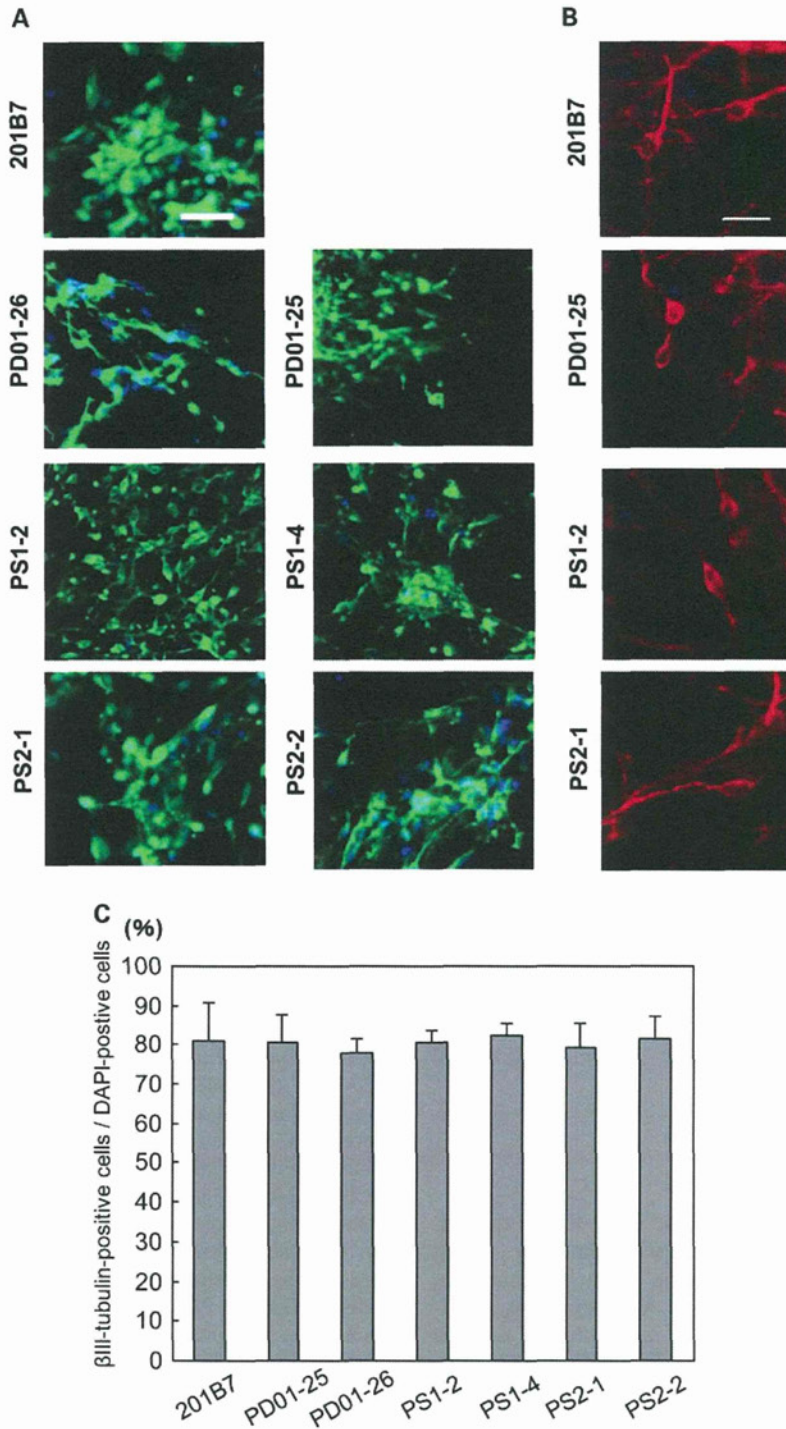 A
B
201B7
201B7
PD01-26
PD01-25
PD01-25
PS1-2
PS1-4
PS1-2
PS2-1
PS2-2
PS2-1
C
(%)
βIII-tubulin-positive cells / DAPI-postive cells
100
90
80
70
60
50
40
30
20
10
0
201B7
PD01-25
PD01-26
PS1-2
PS1-4
PS2-1
PS2-2